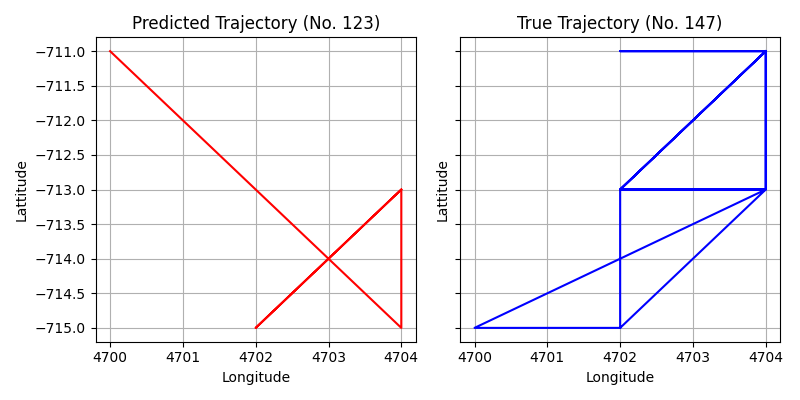 Predicted Trajectory (No. 123)
−711.0
−711.5
−712.0
−712.5
−713.0
−713.5
−714.0
−714.5
−715.0
Lattitude
4700 4701 4702 4703 4704
Longitude
True Trajectory (No. 147)
Lattitude
4700 4701 4702 4703 4704
Longitude